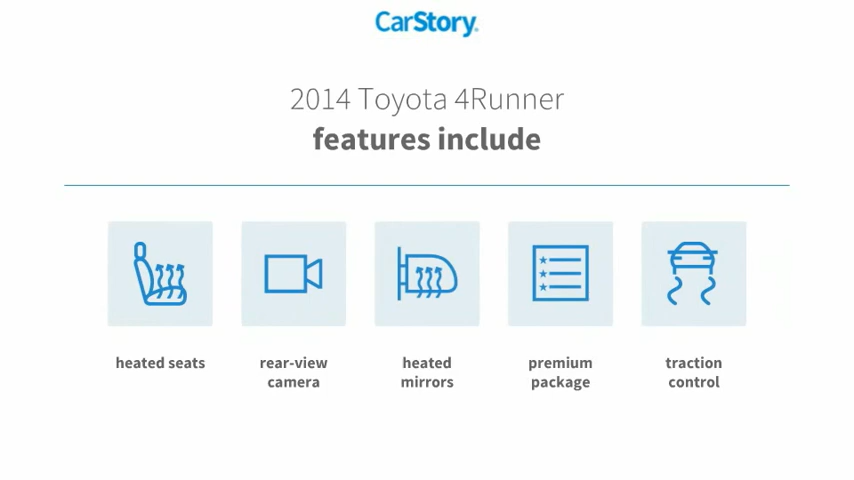 CarStory.
2014 Toyota 4Runner
features include
heated seats
rear-view
camera
heated
mirrors
premium
package
traction
control